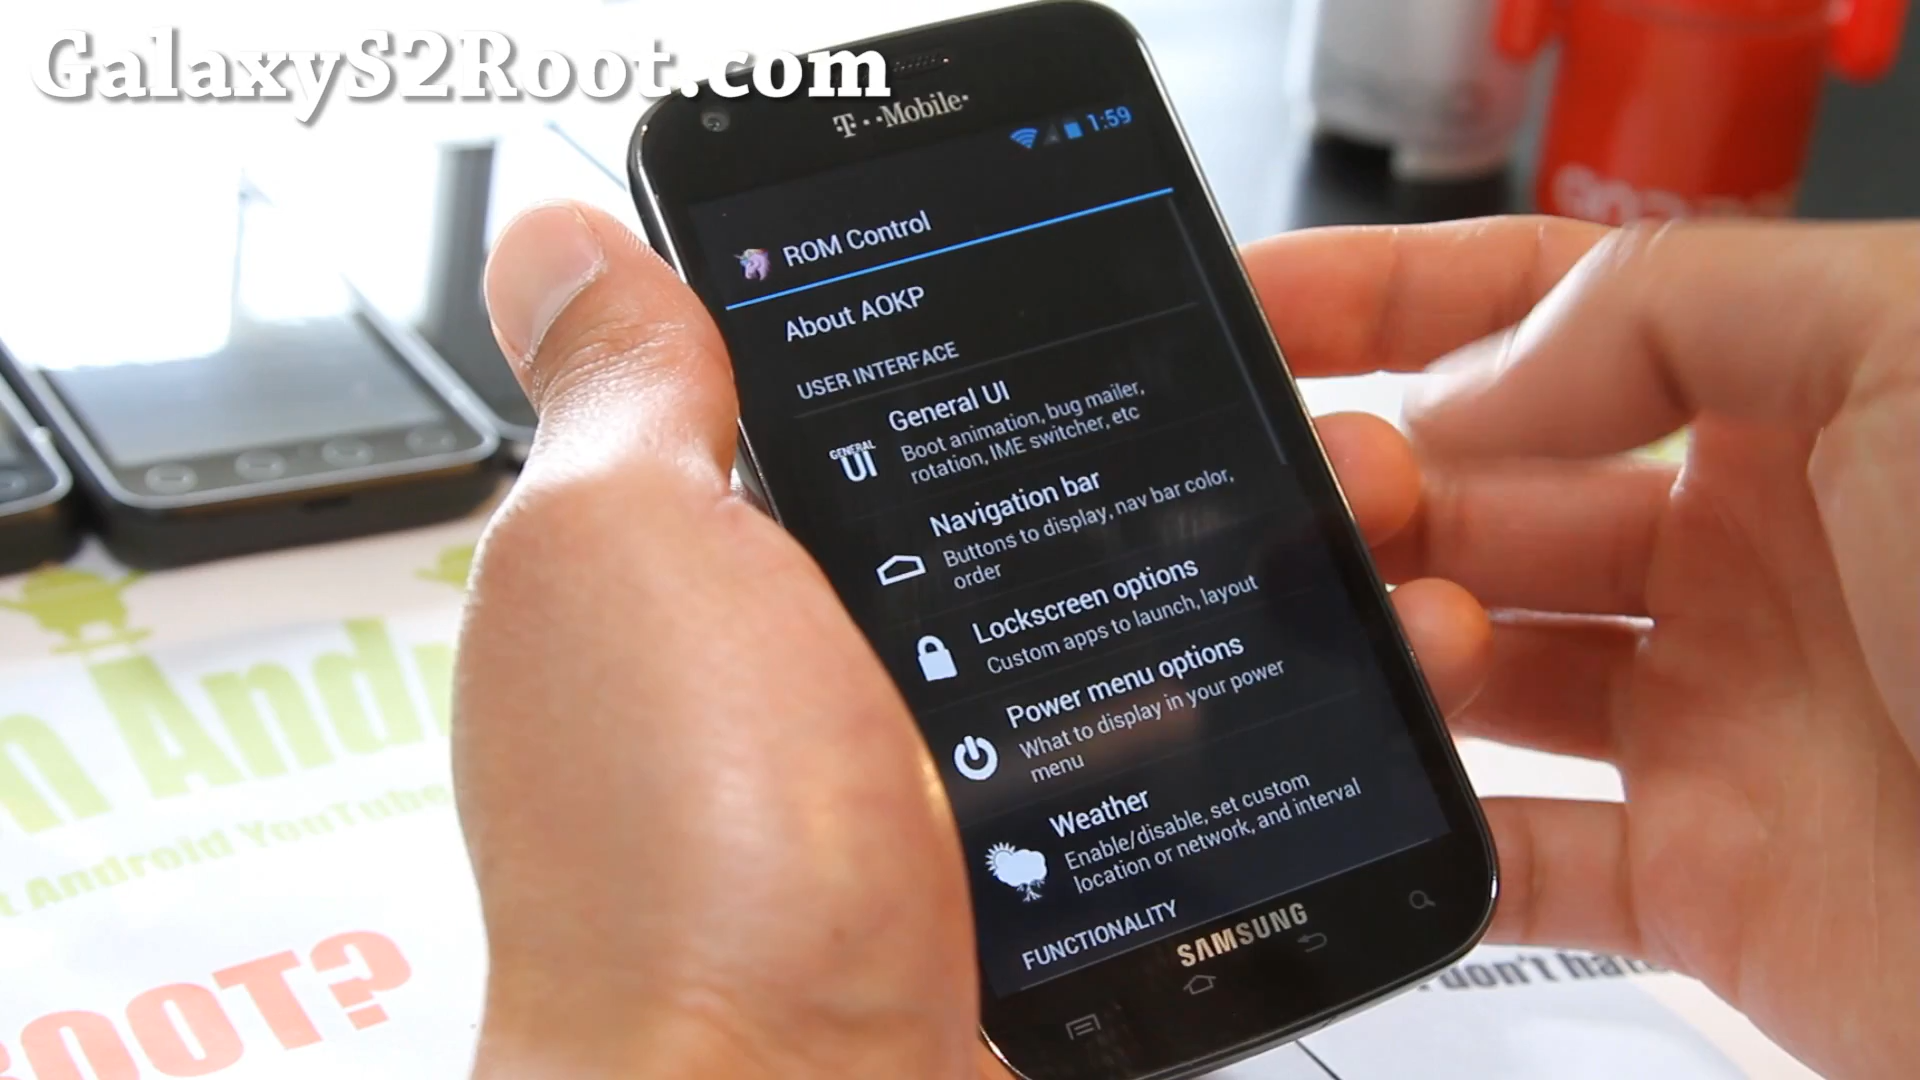 GalaxyS2Root.com
T··Mobile·
1:59
ROM Control
About AOKP
USER INTERFACE
General UI
Boot animation, bug mailer,
rotation, IME switcher, etc
GENERAL
UI
Navigation bar
Buttons to display, nav bar color,
order
Lockscreen options
Custom apps to launch, layout
Power menu options
What to display in your power
menu
Weather
Enable/disable, set custom
location or network, and interval
FUNCTIONALITY
SAMSUNG
Android YouTube
OOT?
don't hate